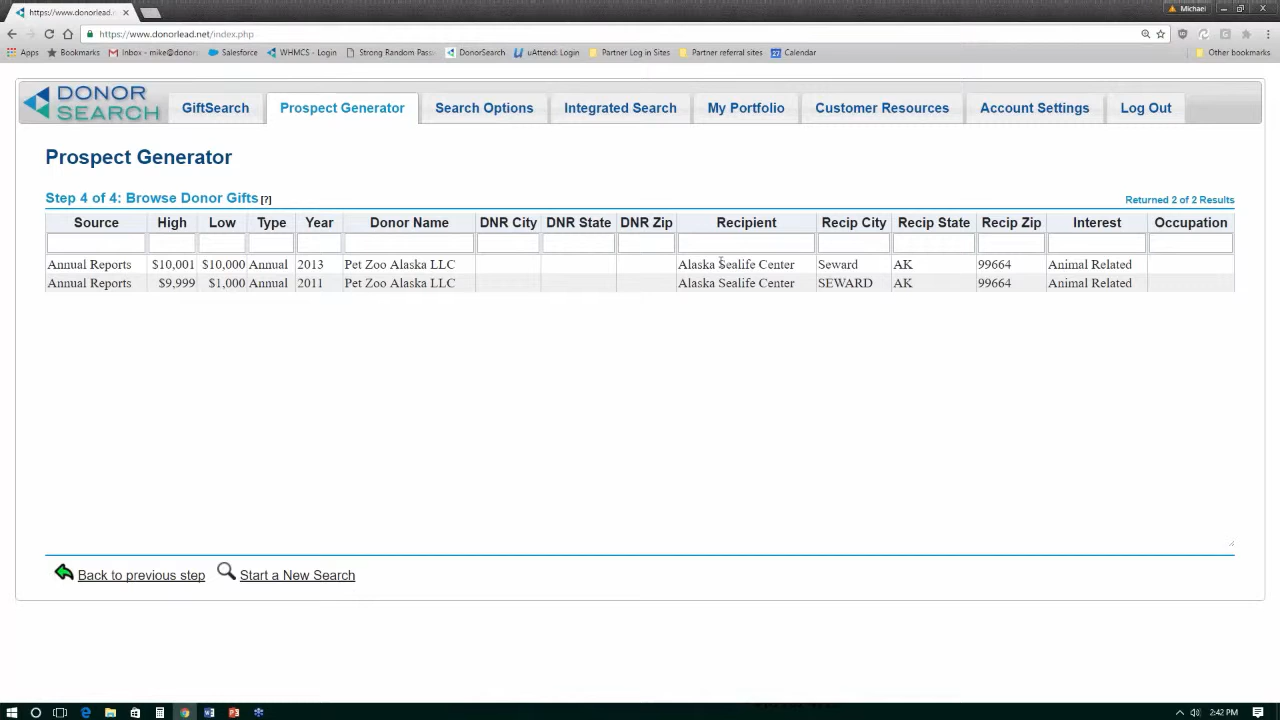 https://www.donorlead.n
Michael
https://www.donorlead.net/index.php
Apps Bookmarks Inbox - mike@donor Salesforce WHMCS - Login Strong Random Pass DonorSearch uAttend: Login Partner Log in Sites Partner referral sites Calendar Other bookmarks
DONOR SEARCH
GiftSearch Prospect Generator Search Options Integrated Search My Portfolio Customer Resources Account Settings Log Out
Prospect Generator
Step 4 of 4: Browse Donor Gifts [?] Returned 2 of 2 Results
Source High Low Type Year Donor Name DNR City DNR State DNR Zip Recipient Recip City Recip State Recip Zip Interest Occupation
Annual Reports $10,001 $10,000 Annual 2013 Pet Zoo Alaska LLC Alaska Sealife Center Seward AK 99664 Animal Related
Annual Reports $9,999 $1,000 Annual 2011 Pet Zoo Alaska LLC Alaska Sealife Center SEWARD AK 99664 Animal Related
Back to previous step Start a New Search
2:42 PM